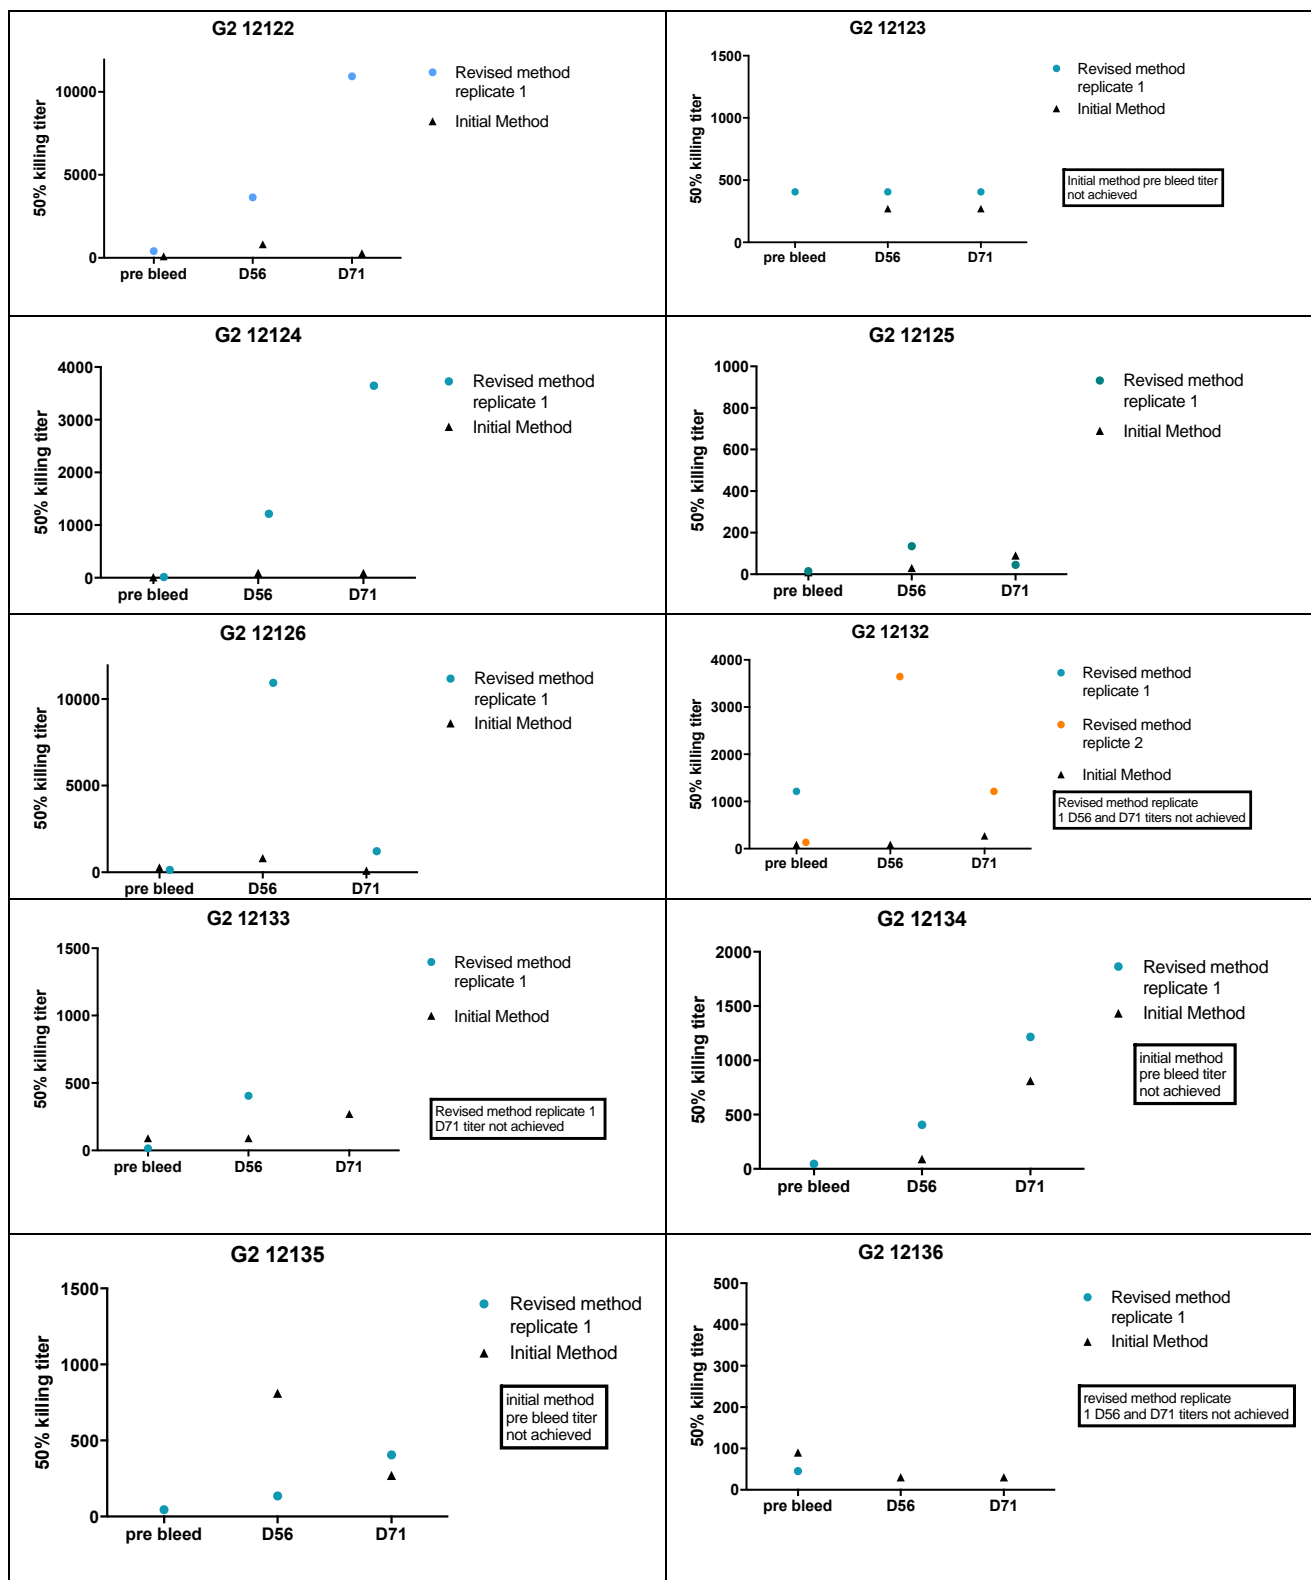 G2 12122
50% killing titer
10000
5000
0
pre bleed
D56
D71
Revised method
replicate 1
Initial Method
G2 12123
50% killing titer
1500
1000
500
0
pre bleed
D56
D71
Revised method
replicate 1
Initial Method
Initial method pre bleed titer
not achieved
G2 12124
50% killing titer
4000
3000
2000
1000
0
pre bleed
D56
D71
Revised method
replicate 1
Initial Method
G2 12125
50% killing titer
1000
800
600
400
200
0
pre bleed
D56
D71
Revised method
replicate 1
Initial Method
G2 12126
50% killing titer
10000
5000
0
pre bleed
D56
D71
Revised method
replicate 1
Initial Method
G2 12132
50% killing titer
4000
3000
2000
1000
0
pre bleed
D56
D71
Revised method
replicate 1
Revised method
replicte 2
Initial Method
Revised method replicate
1 D56 and D71 titers not achieved
G2 12133
50% killing titer
1500
1000
500
0
pre bleed
D56
D71
Revised method
replicate 1
Initial Method
Revised method replicate 1
D71 titer not achieved
G2 12134
50% killing titer
2000
1500
1000
500
0
pre bleed
D56
D71
Revised method
replicate 1
Initial Method
initial method
pre bleed titer
not achieved
G2 12135
50% killing titer
1500
1000
500
0
pre bleed
D56
D71
Revised method
replicate 1
Initial Method
initial method
pre bleed titer
not achieved
G2 12136
50% killing titer
500
400
300
200
100
0
pre bleed
D56
D71
Revised method
replicate 1
Initial Method
revised method replicate
1 D56 and D71 titers not achieved